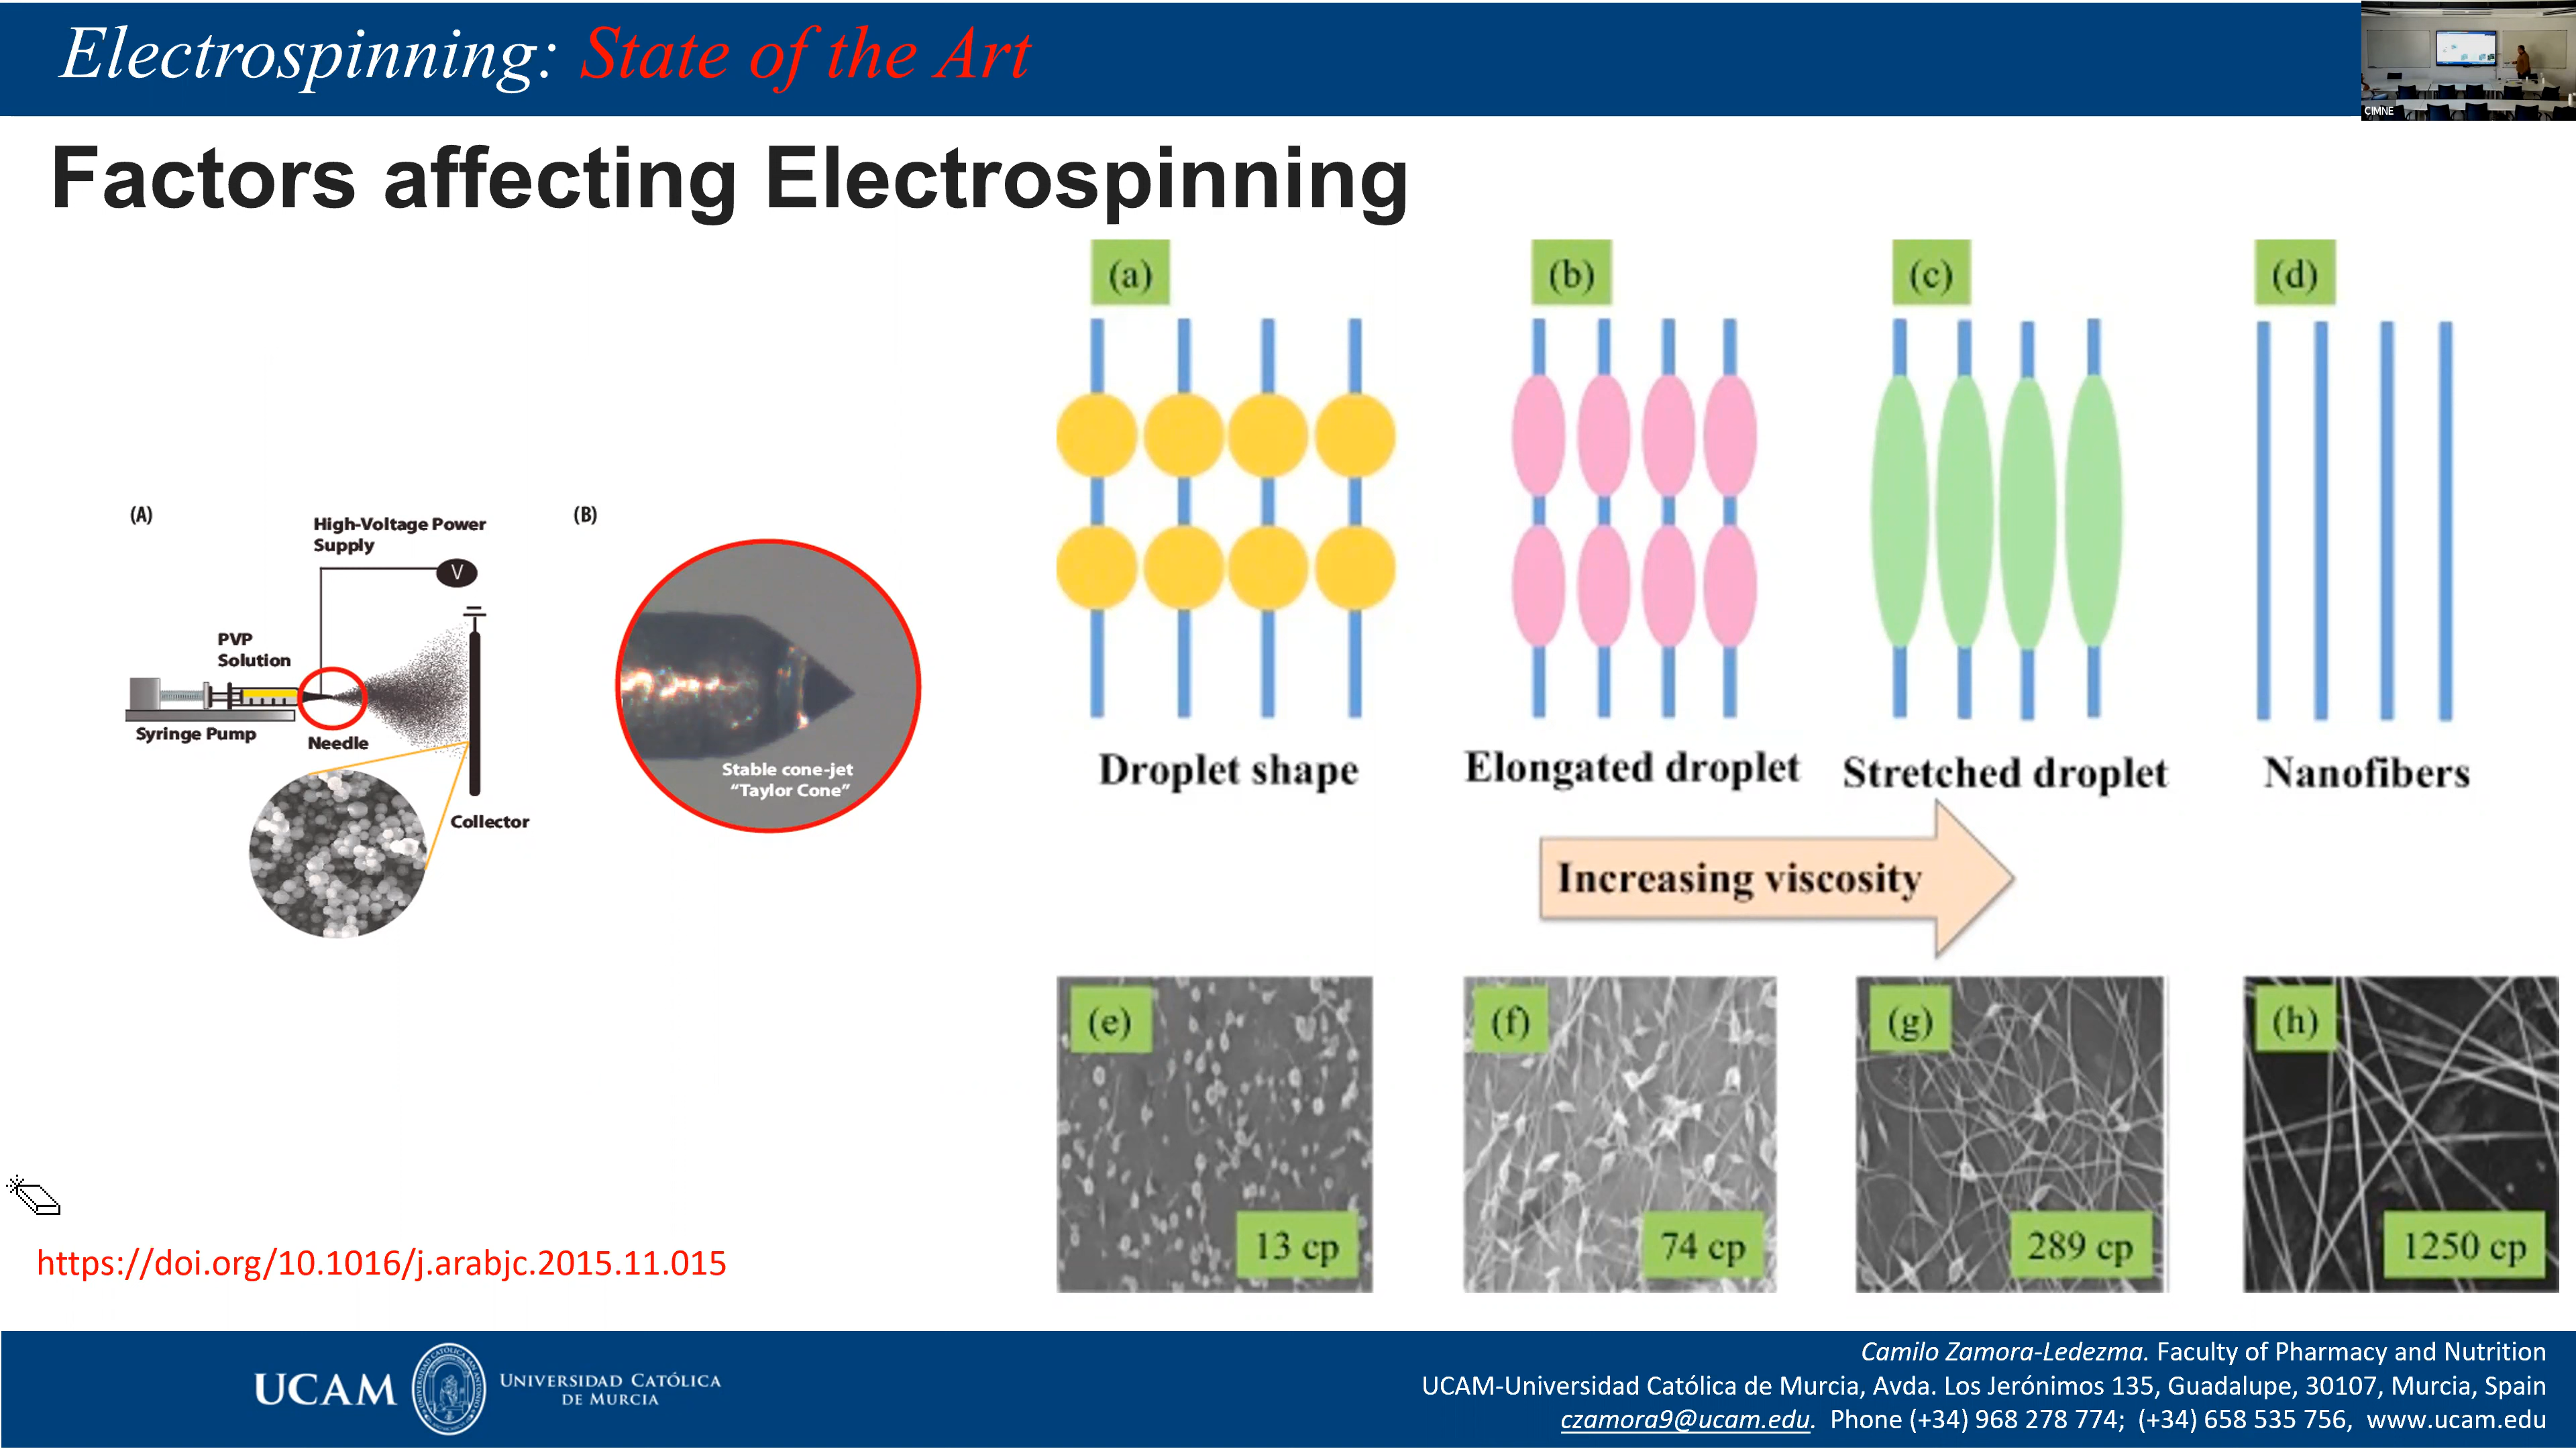 Electrospinning: State of the Art
CIMNE
Factors affecting Electrospinning
(A)
High-Voltage Power
Supply
V
PVP
Solution
Syringe Pump
Needle
Collector
(B)
Stable cone-jet
“Taylor Cone”
(a)
(b)
(c)
(d)
Droplet shape
Elongated droplet
Stretched droplet
Nanofibers
Increasing viscosity
(e)
13 cp
(f)
74 cp
(g)
289 cp
(h)
1250 cp
https://doi.org/10.1016/j.arabjc.2015.11.015
UCAM
UNIVERSIDAD CATÓLICA
DE MURCIA
Camilo Zamora-Ledezma. Faculty of Pharmacy and Nutrition
UCAM-Universidad Católica de Murcia, Avda. Los Jerónimos 135, Guadalupe, 30107, Murcia, Spain
czamora9@ucam.edu. Phone (+34) 968 278 774; (+34) 658 535 756, www.ucam.edu